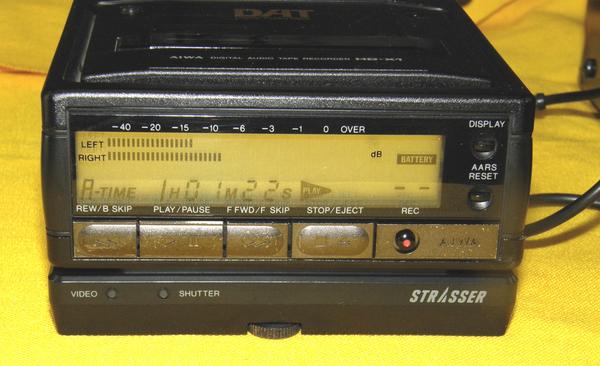 DAT
AIWA DIGITAL AUDIO TAPE RECORDER HD-X1
-40 -20 -15 -10 -6 -3 -1 0 OVER
DISPLAY
LEFT
RIGHT
dB
BATTERY
AARS
RESET
A-TIME 1H01M22S PLAY --
REW/B SKIP PLAY/PAUSE F FWD/F SKIP STOP/EJECT REC
AIWA
VIDEO SHUTTER STRASSER